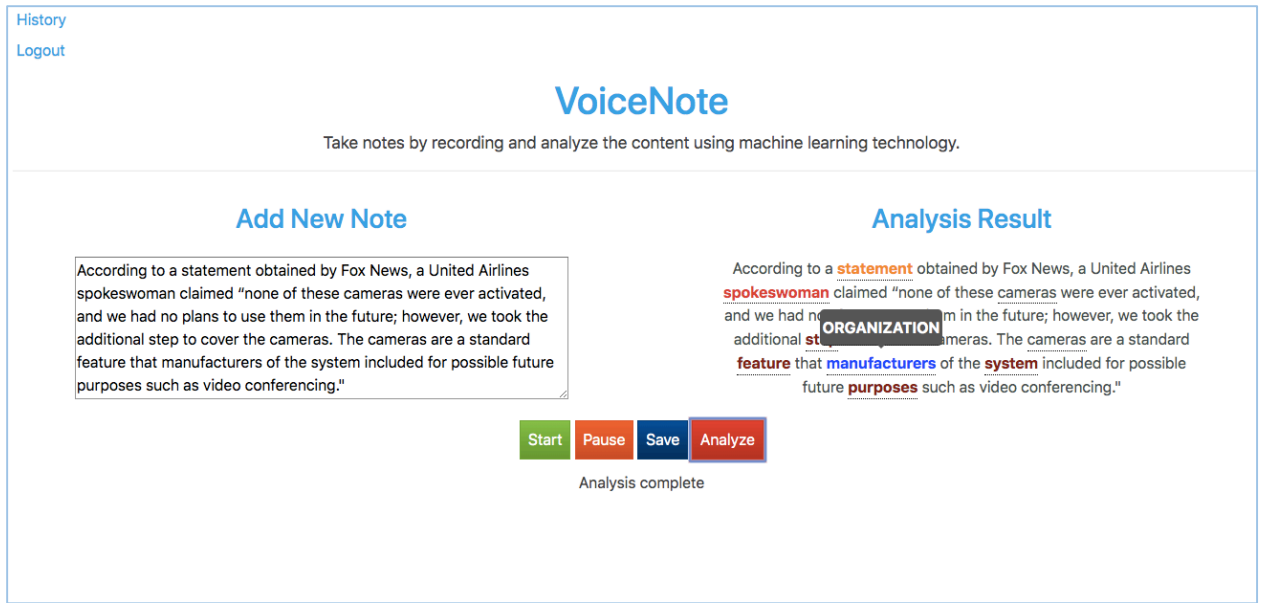 History
Logout
VoiceNote
Take notes by recording and analyze the content using machine learning technology.
Add New Note
According to a statement obtained by Fox News, a United Airlines
spokeswoman claimed “none of these cameras were ever activated,
and we had no plans to use them in the future; however, we took the
additional step to cover the cameras. The cameras are a standard
feature that manufacturers of the system included for possible future
purposes such as video conferencing."
Analysis Result
According to a statement obtained by Fox News, a United Airlines
spokeswoman claimed “none of these cameras were ever activated,
and we had m in the future; however, we took the
ORGANIZATION
additional st ameras. The cameras are a standard
feature that manufacturers of the system included for possible
future purposes such as video conferencing."
Start Pause Save Analyze
Analysis complete